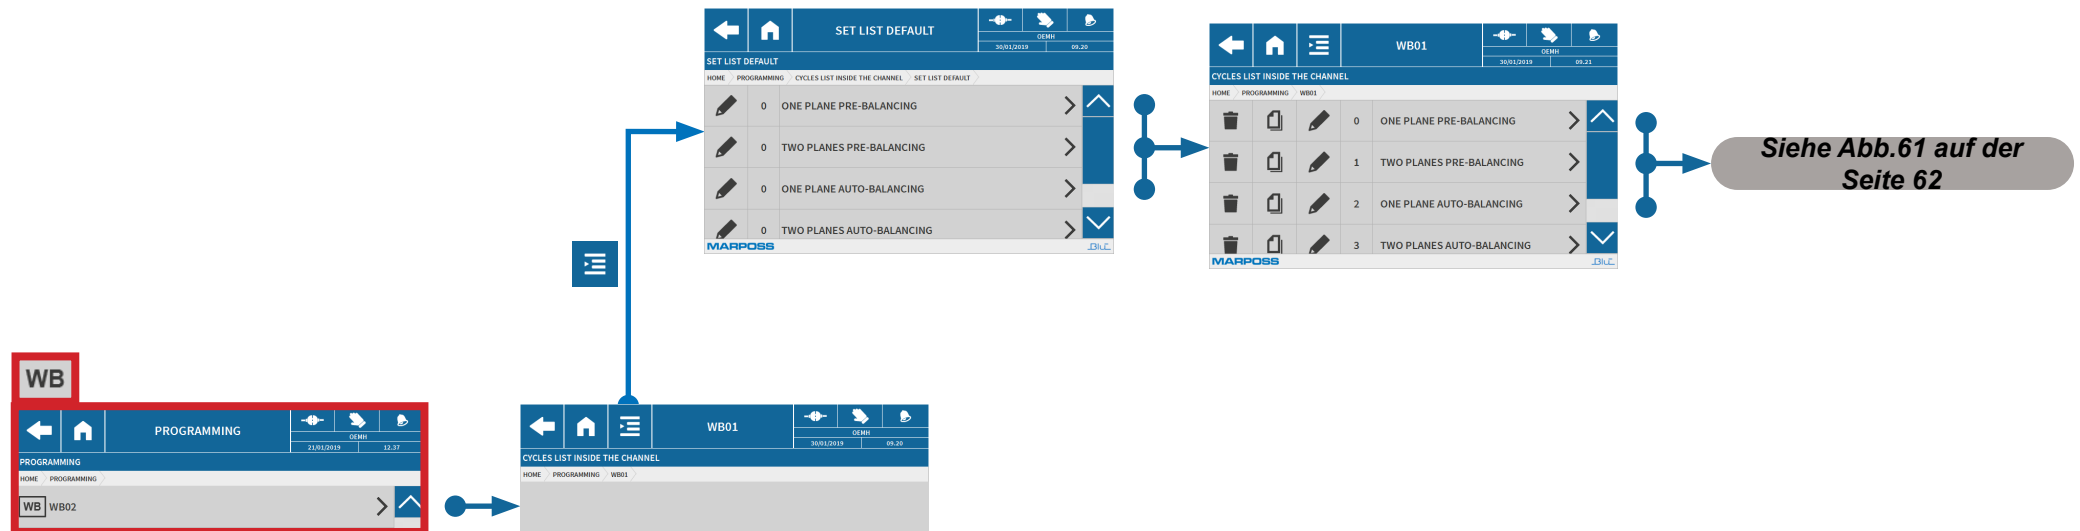 SET LIST DEFAULT
OEMH
30/01/2019 09.20
SET LIST DEFAULT
HOME PROGRAMMING CYCLES LIST INSIDE THE CHANNEL SET LIST DEFAULT
0 ONE PLANE PRE-BALANCING
0 TWO PLANES PRE-BALANCING
0 ONE PLANE AUTO-BALANCING
0 TWO PLANES AUTO-BALANCING
MARPOSS
WB01
OEMH
30/01/2019 09.21
CYCLES LIST INSIDE THE CHANNEL
HOME PROGRAMMING WB01
0 ONE PLANE PRE-BALANCING
1 TWO PLANES PRE-BALANCING
2 ONE PLANE AUTO-BALANCING
3 TWO PLANES AUTO-BALANCING
MARPOSS
Siehe Abb.61 auf der
Seite 62
WB
PROGRAMMING
OEMH
21/01/2019 12.37
PROGRAMMING
HOME PROGRAMMING
WB WB02
WB01
OEMH
30/01/2019 09.20
CYCLES LIST INSIDE THE CHANNEL
HOME PROGRAMMING WB01